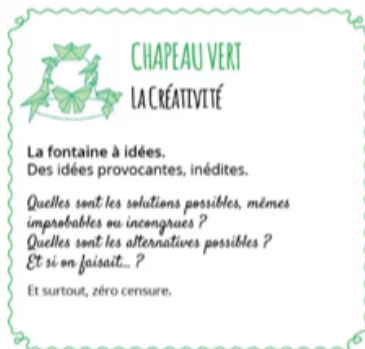 CHAPEAU VERT
LA CRÉATIVITÉ
La fontaine à idées.
Des idées provocantes, inédites.
Quelles sont les solutions possibles, mêmes
improbables ou incongrues ?
Quelles sont les alternatives possibles ?
Et si on faisait... ?
Et surtout, zéro censure.